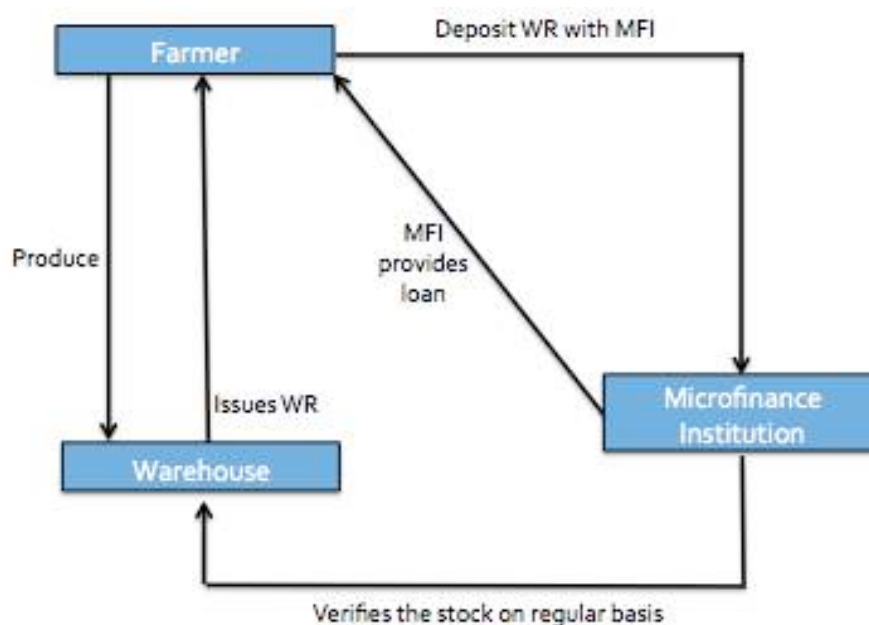 Deposit WR with MFI
Farmer
Produce
MFI
provides
loan
Issues WR
Microfinance
Institution
Warehouse
Verifies the stock on regular basis